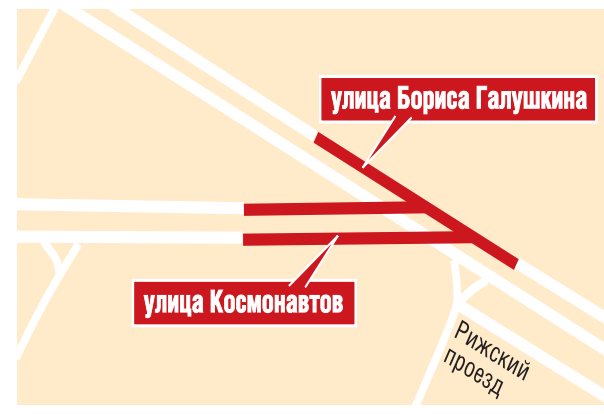 улица Бориса Галушкина
улица Космонавтов
Рижский
проезд